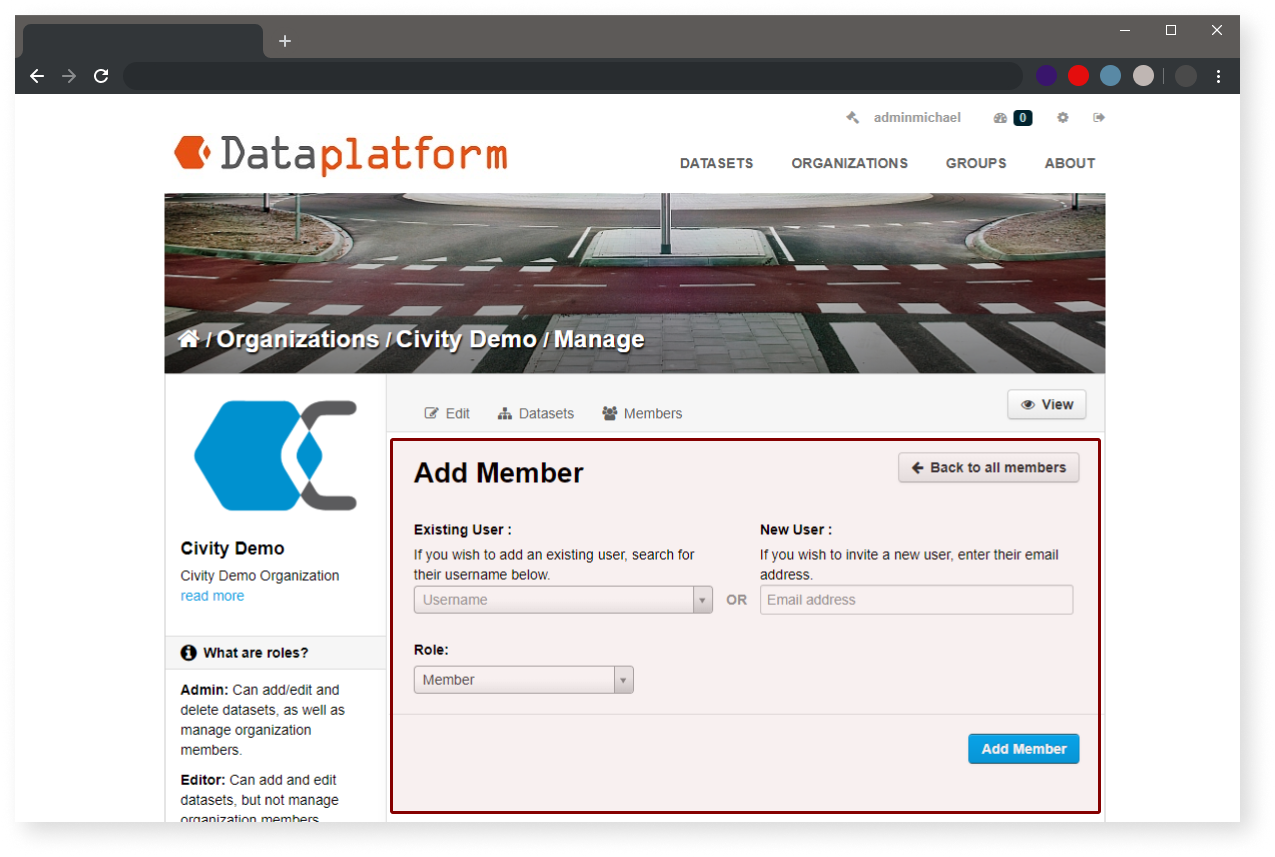 adminmichael 0
Dataplatform
DATASETS ORGANIZATIONS GROUPS ABOUT
/ Organizations / Civity Demo / Manage
Edit Datasets Members View
Add Member
Back to all members
Existing User :
If you wish to add an existing user, search for
their username below.
Username
OR
New User :
If you wish to invite a new user, enter their email
address.
Email address
Role:
Member
Add Member
Civity Demo
Civity Demo Organization
read more
What are roles?
Admin: Can add/edit and
delete datasets, as well as
manage organization
members.
Editor: Can add and edit
datasets, but not manage
organization members